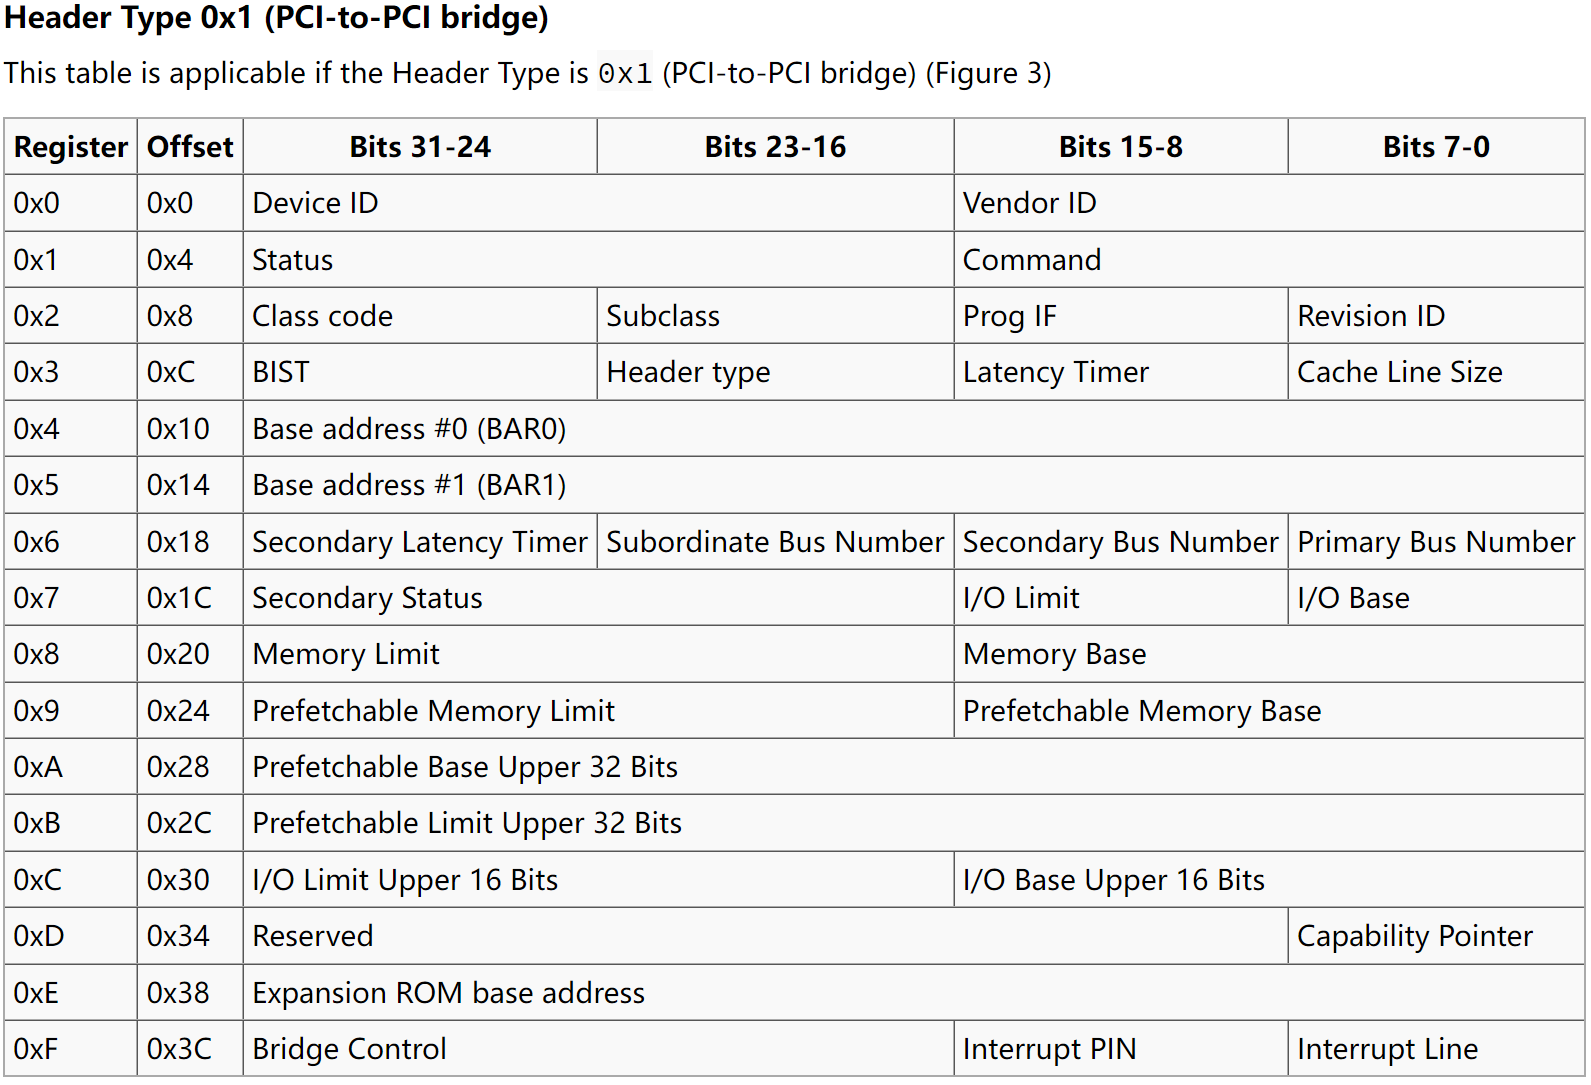 Header Type 0x1 (PCI-to-PCI bridge)
This table is applicable if the Header Type is 0x1 (PCI-to-PCI bridge) (Figure 3)
Register Offset Bits 31-24 Bits 23-16 Bits 15-8 Bits 7-0
0x0 0x0 Device ID Vendor ID
0x1 0x4 Status Command
0x2 0x8 Class code Subclass Prog IF Revision ID
0x3 0xC BIST Header type Latency Timer Cache Line Size
0x4 0x10 Base address #0 (BAR0)
0x5 0x14 Base address #1 (BAR1)
0x6 0x18 Secondary Latency Timer Subordinate Bus Number Secondary Bus Number Primary Bus Number
0x7 0x1C Secondary Status I/O Limit I/O Base
0x8 0x20 Memory Limit Memory Base
0x9 0x24 Prefetchable Memory Limit Prefetchable Memory Base
0xA 0x28 Prefetchable Base Upper 32 Bits
0xB 0x2C Prefetchable Limit Upper 32 Bits
0xC 0x30 I/O Limit Upper 16 Bits I/O Base Upper 16 Bits
0xD 0x34 Reserved Capability Pointer
0xE 0x38 Expansion ROM base address
0xF 0x3C Bridge Control Interrupt PIN Interrupt Line